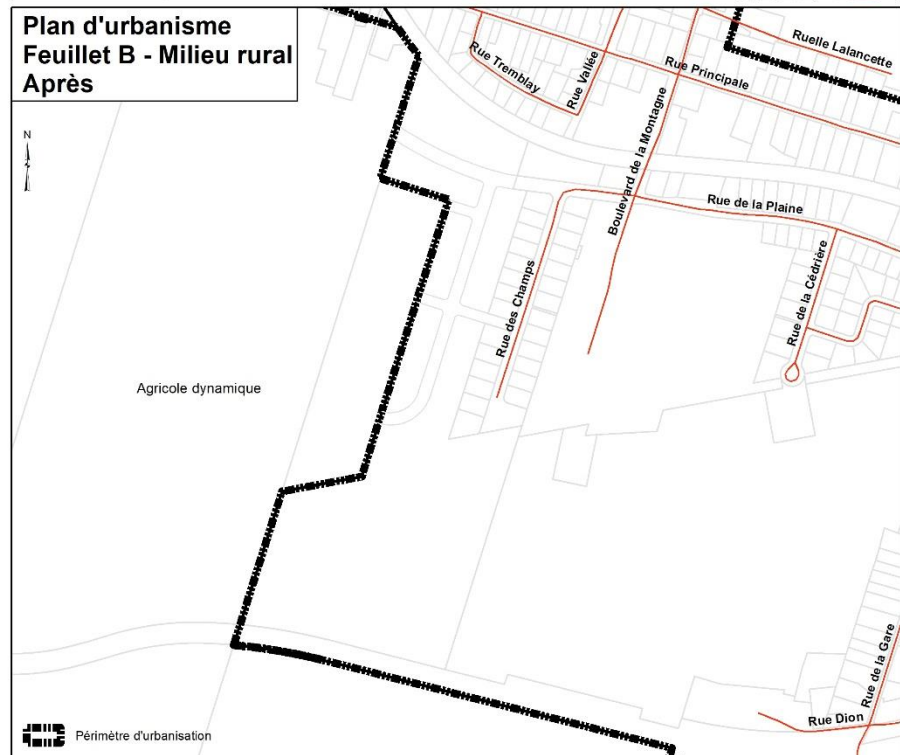 Plan d'urbanisme
Feuillet B - Milieu rural
Après
N
Ruelle Lalancette
Rue Tremblay
Rue Vallée
Rue Principale
Boulevard de la Montagne
Rue de la Plaine
Rue des Champs
Rue de la Cédrière
Agricole dynamique
Rue de la Gare
Rue Dion
Périmètre d'urbanisation